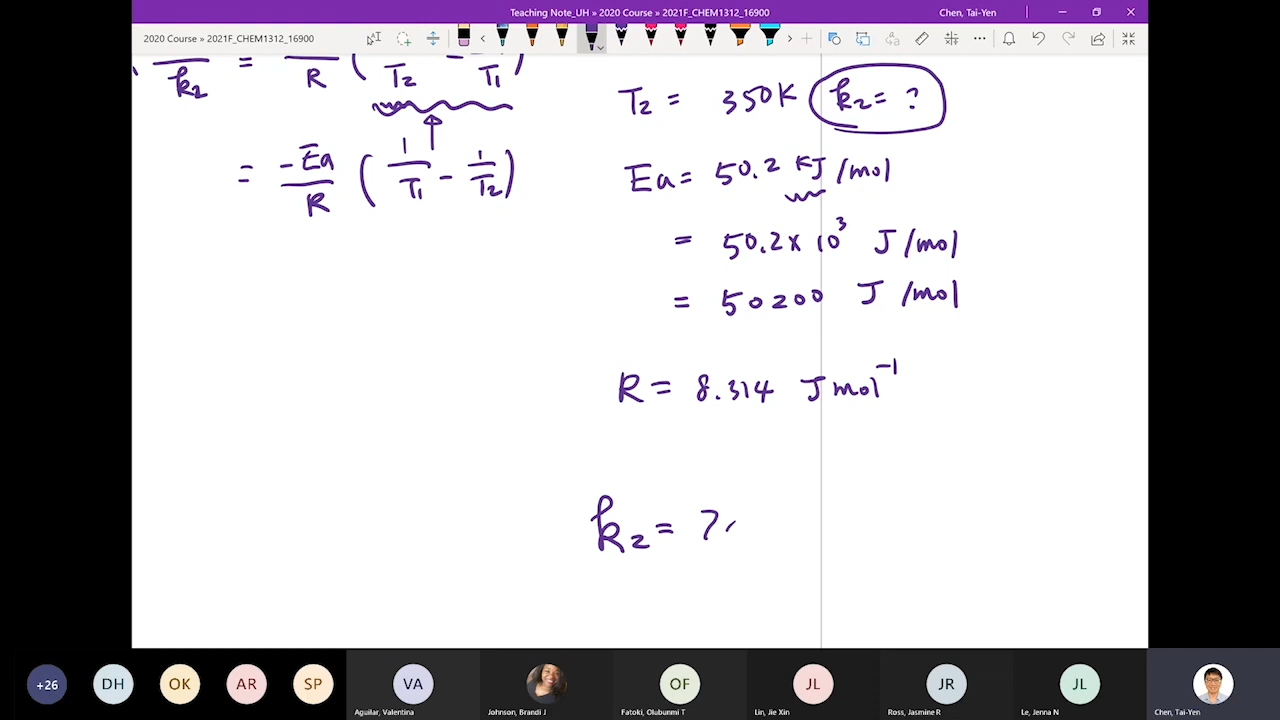 Teaching Note_UH » 2020 Course » 2021F_CHEM1312_16900
Chen, Tai-Yen
2020 Course » 2021F_CHEM1312_16900
k₂ = R ( T₂ - T₁ )
= -Ea/R ( 1/T₁ - 1/T₂ )
T₂ = 350K k₂ = ?
Ea = 50.2 KJ/mol
= 50.2 x 10³ J/mol
= 50200 J/mol
R = 8.314 J mol⁻¹
k₂ = 7.
+26
DH
OK
AR
SP
VA
Aguilar, Valentina
Johnson, Brandi J
OF
Fatoki, Olubunmi T
JL
Lin, Jie Xin
JR
Ross, Jasmine R
JL
Le, Jenna N
Chen, Tai-Yen